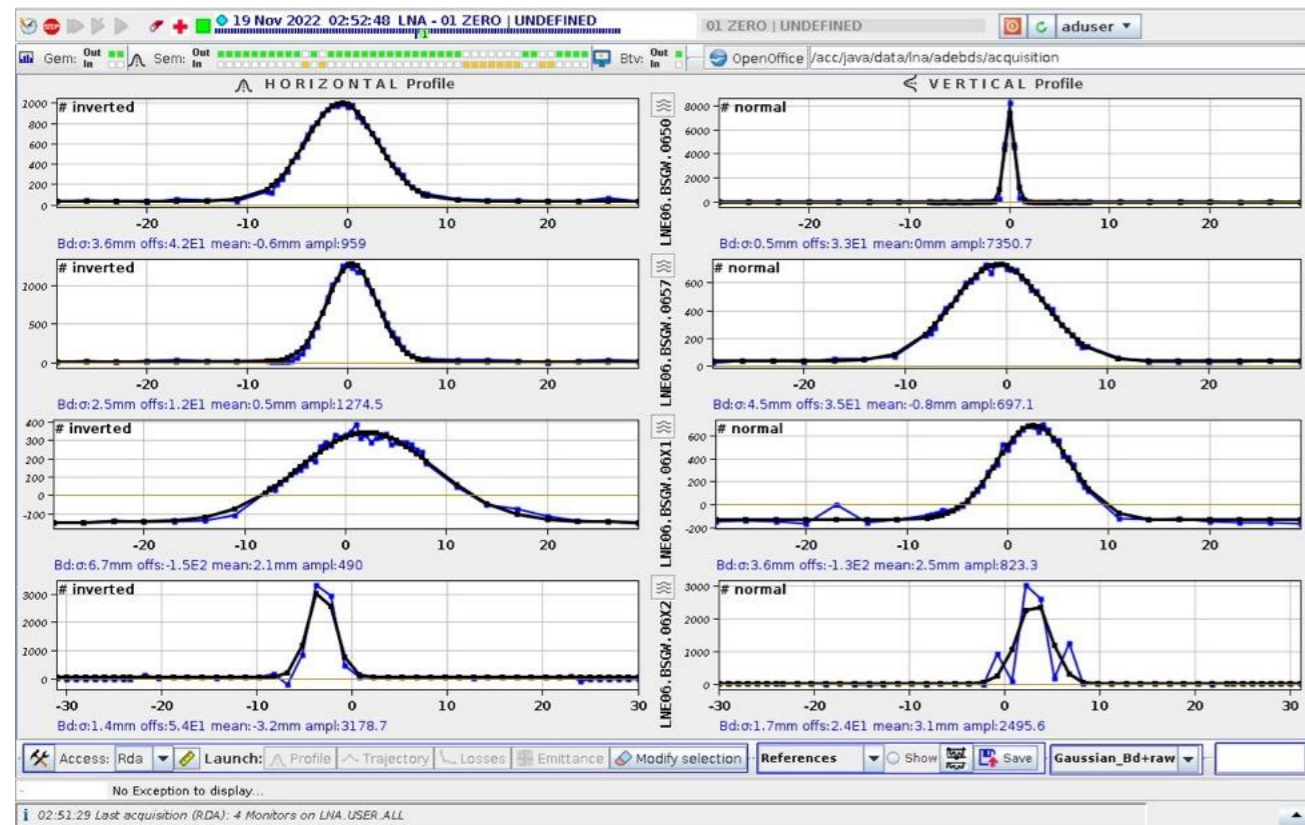 19 Nov 2022 02:52:48 LNA - 01 ZERO | UNDEFINED
01 ZERO | UNDEFINED
aduser
Gem: Out In
Sem: Out In
Btv: Out In
OpenOffice /acc/java/data/lna/adebds/acquisition
HORIZONTAL Profile
VERTICAL Profile
# inverted
1000
800
600
400
200
0
-20 -10 0 10 20
Bd:σ:3.6mm offs:4.2E1 mean:-0.6mm ampl:959
LNE06.BSGW.0650
# normal
8000
6000
4000
2000
0
-20 -10 0 10 20
Bd:σ:0.5mm offs:3.3E1 mean:0mm ampl:7350.7
# inverted
1000
500
0
-20 -10 0 10 20
Bd:σ:2.5mm offs:1.2E1 mean:0.5mm ampl:1274.5
LNE06.BSGW.0657
# normal
600
400
200
0
-20 -10 0 10 20
Bd:σ:4.5mm offs:3.5E1 mean:-0.8mm ampl:697.1
# inverted
400
300
200
100
0
-200
-20 -10 0 10 20
Bd:σ:6.7mm offs:-1.5E2 mean:2.1mm ampl:490
LNE06.BSGW.06X1
# normal
600
400
200
0
-200
-20 -10 0 10 20
Bd:σ:3.6mm offs:-1.3E2 mean:2.5mm ampl:823.3
# inverted
3000
2000
1000
0
-30 -20 -10 0 10 20 30
Bd:σ:1.4mm offs:5.4E1 mean:-3.2mm ampl:3178.7
LNE06.BSGW.06X2
# normal
3000
2000
1000
0
-30 -20 -10 0 10 20 30
Bd:σ:1.7mm offs:2.4E1 mean:3.1mm ampl:2495.6
Access: Rda Launch: Profile Trajectory Losses Emittance Modify selection References Show Save Gaussian_Bd+raw
- No Exception to display...
02:51:29 Last acquisition (RDA): 4 Monitors on LNA.USER.ALL